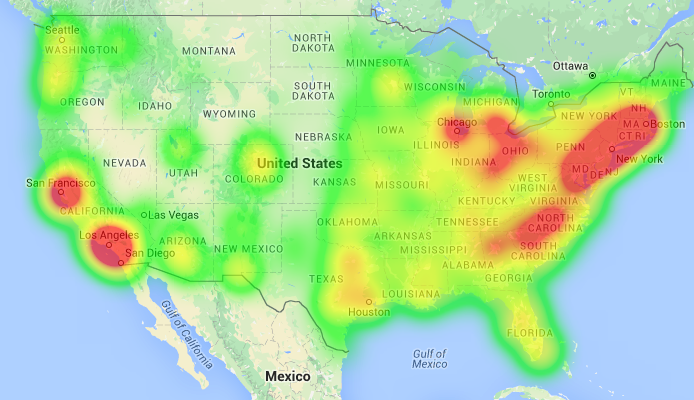 Seattle
WASHINGTON
MONTANA
NORTH
DAKOTA
MINNESOTA
Ottawa
MAINE
OREGON
IDAHO
SOUTH
DAKOTA
WISCONSIN
MICHIGAN
Toronto
VT
NH
WYOMING
NEW YORK
MA
Boston
CT RI
IOWA
Chicago
NEBRASKA
ILLINOIS
INDIANA
OHIO
PENN
New York
NEVADA
UTAH
United States
COLORADO
KANSAS
MISSOURI
WEST
VIRGINIA
MD
DE
NJ
San Francisco
CALIFORNIA
Las Vegas
KENTUCKY
VIRGINIA
Los Angeles
San Diego
ARIZONA
NEW MEXICO
OKLAHOMA
ARKANSAS
TENNESSEE
NORTH
CAROLINA
MISSISSIPPI
SOUTH
CAROLINA
ALABAMA
GEORGIA
TEXAS
LOUISIANA
Houston
FLORIDA
Gulf of California
Gulf of
Mexico
Mexico